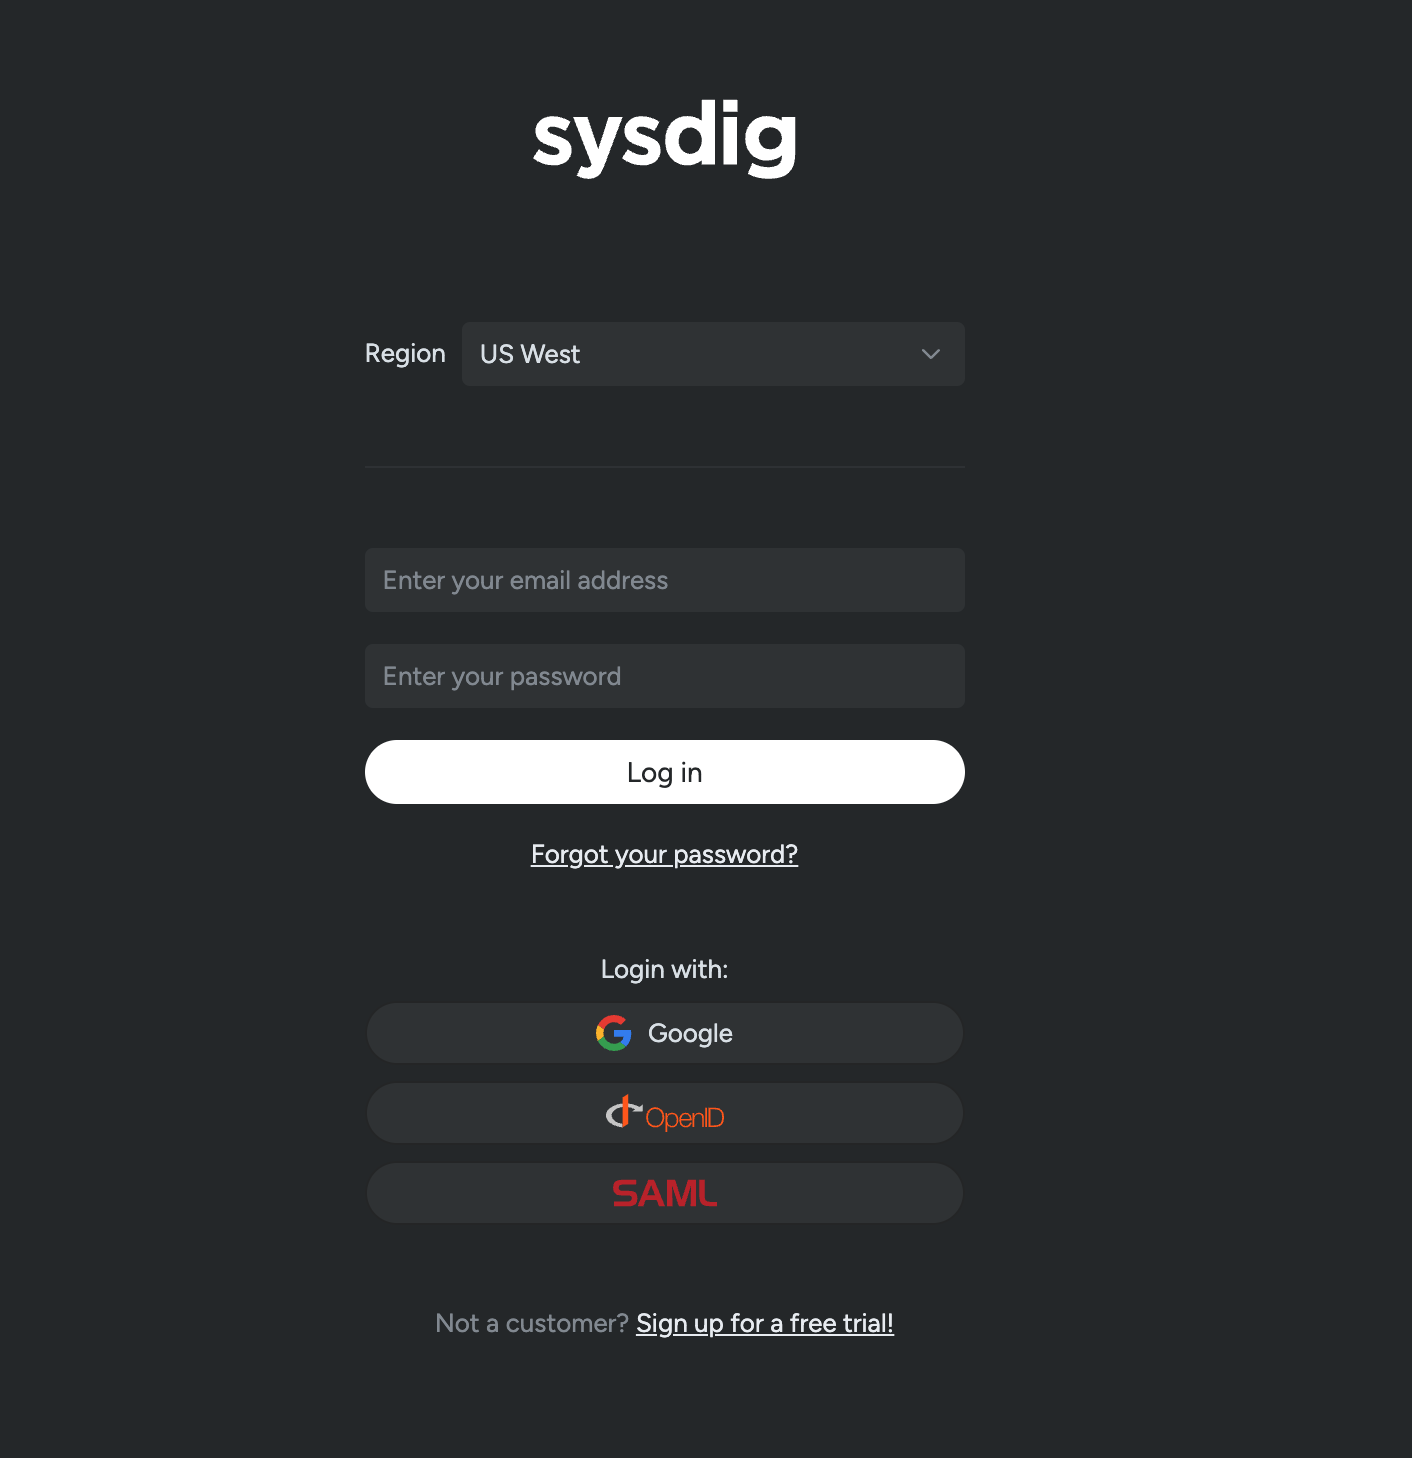 sysdig
Region US West
Enter your email address
Enter your password
Log in
Forgot your password?
Login with:
Google
OpenID
SAML
Not a customer? Sign up for a free trial!